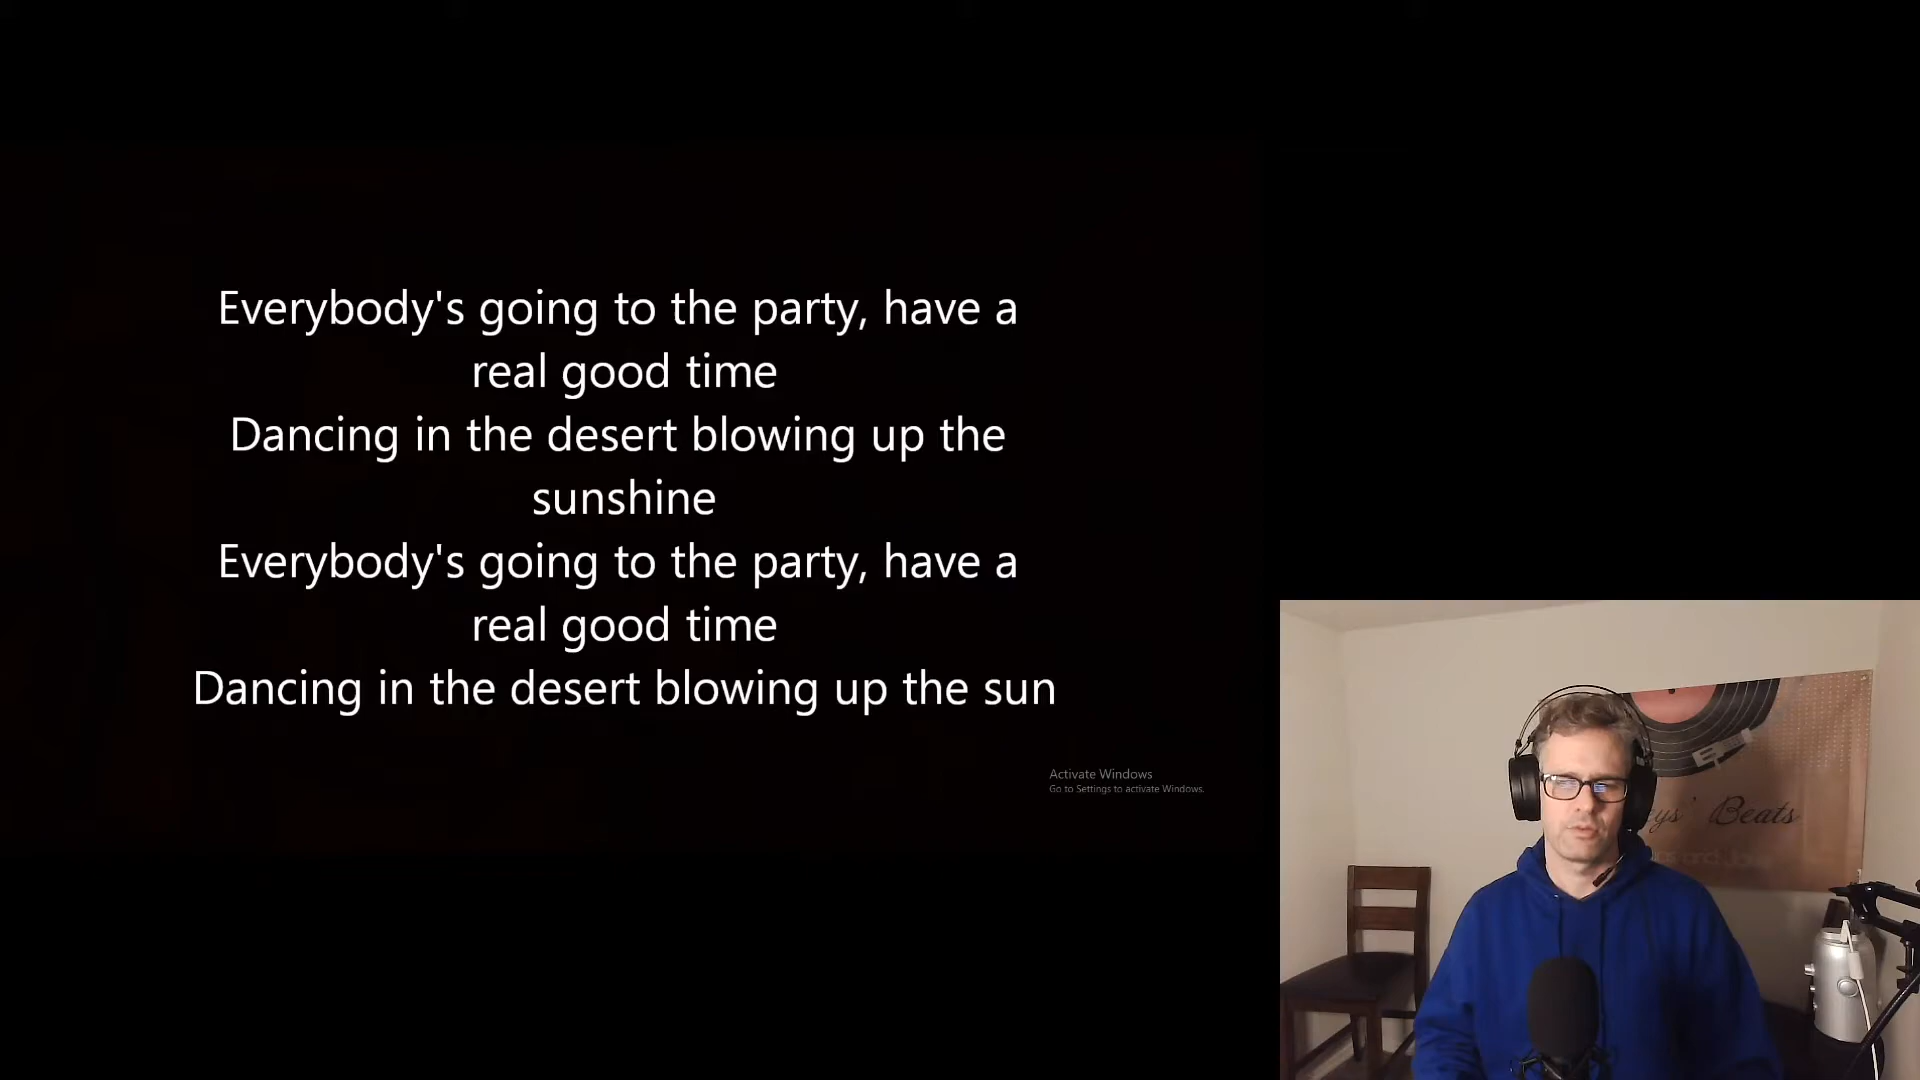 Everybody's going to the party, have a
real good time
Dancing in the desert blowing up the
sunshine
Everybody's going to the party, have a
real good time
Dancing in the desert blowing up the sun
Activate Windows
Go to Settings to activate Windows.
Beats